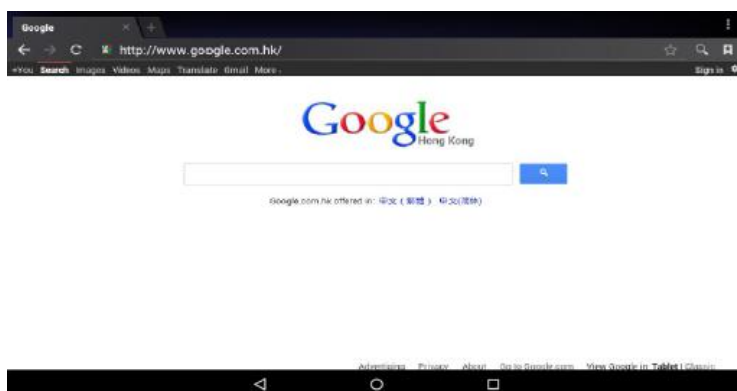 Google
http://www.google.com.hk/
+You Search Images Videos Maps Translate Gmail More
Sign in
Google
Hong Kong
Google.com.hk offered in: 中文 ( 繁體 ) 中文(简体)
Advertising Privacy About Go to Google.com View Google in: Tablet | Classic